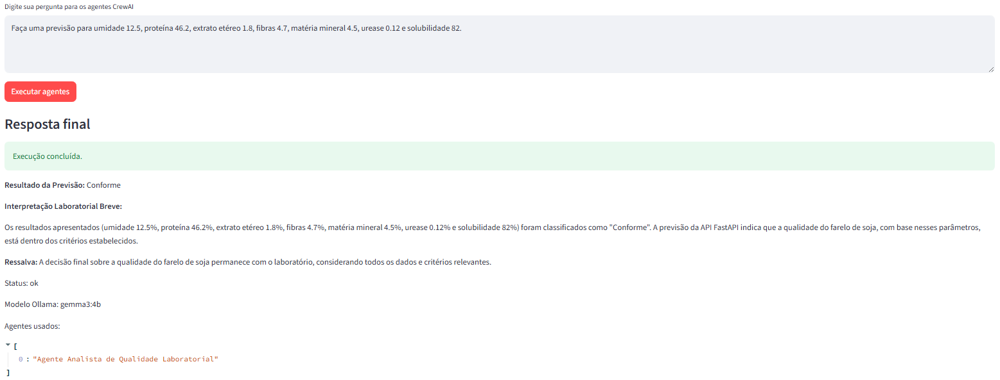 Digite sua pergunta para os agentes CrewAI
Faça uma previsão para umidade 12.5, proteína 46.2, extrato etéreo 1.8, fibras 4.7, matéria mineral 4.5, urease 0.12 e solubilidade 82.
Executar agentes
Resposta final
Execução concluída.
Resultado da Previsão: Conforme
Interpretação Laboratorial Breve:
Os resultados apresentados (umidade 12.5%, proteína 46.2%, extrato etéreo 1.8%, fibras 4.7%, matéria mineral 4.5%, urease 0.12% e solubilidade 82%) foram classificados como "Conforme". A previsão da API FastAPI indica que a qualidade do farelo de soja, com base nesses parâmetros,
está dentro dos critérios estabelecidos.
Ressalva: A decisão final sobre a qualidade do farelo de soja permanece com o laboratório, considerando todos os dados e critérios relevantes.
Status: ok
Modelo Ollama: gemma3:4b
Agentes usados:
[
0 : "Agente Analista de Qualidade Laboratorial"
]